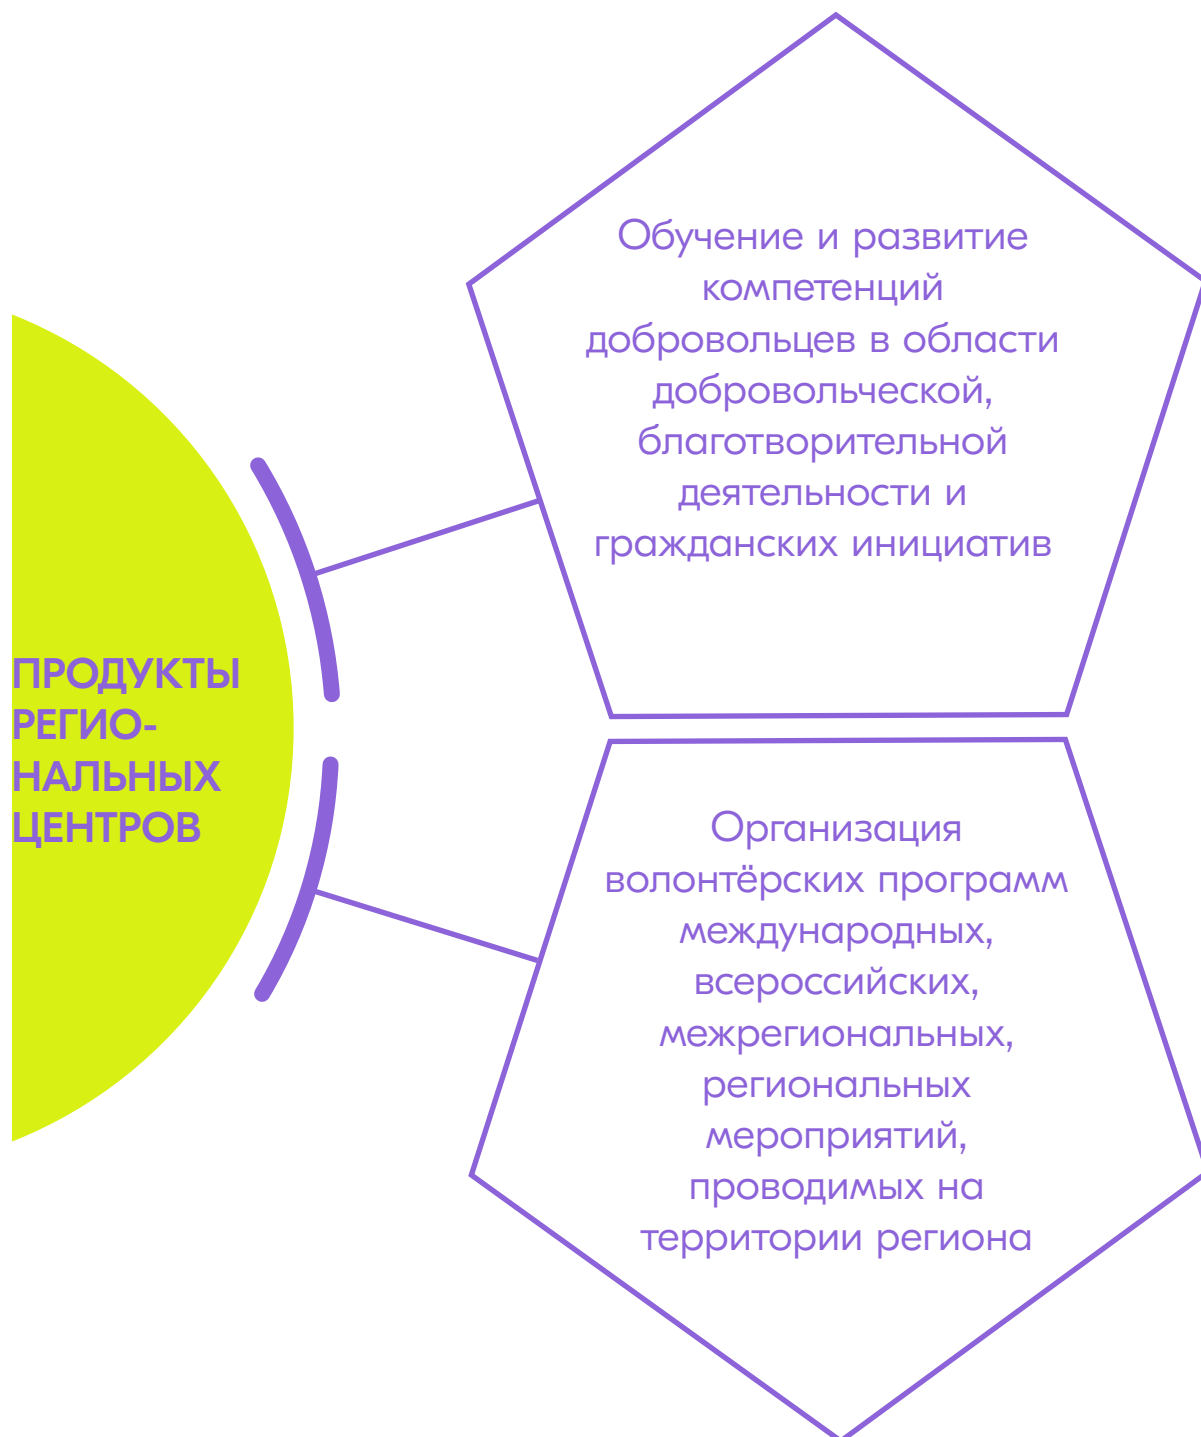 ПРОДУКТЫ
РЕГИО-
НАЛЬНЫХ
ЦЕНТРОВ
Обучение и развитие
компетенций
добровольцев в области
добровольческой,
благотворительной
деятельности и
гражданских инициатив
Организация
волонтёрских программ
международных,
всероссийских,
межрегиональных,
региональных
мероприятий,
проводимых на
территории региона